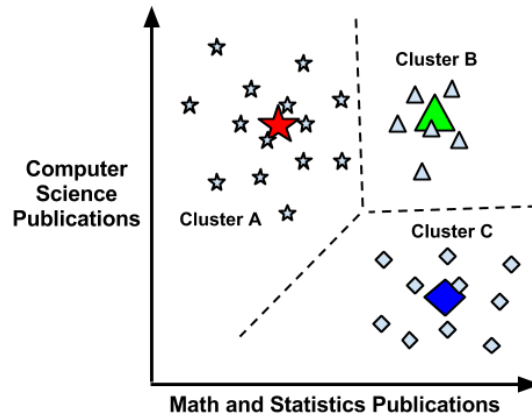 Cluster B
Computer
Science
Publications
Cluster A
Cluster C
Math and Statistics Publications